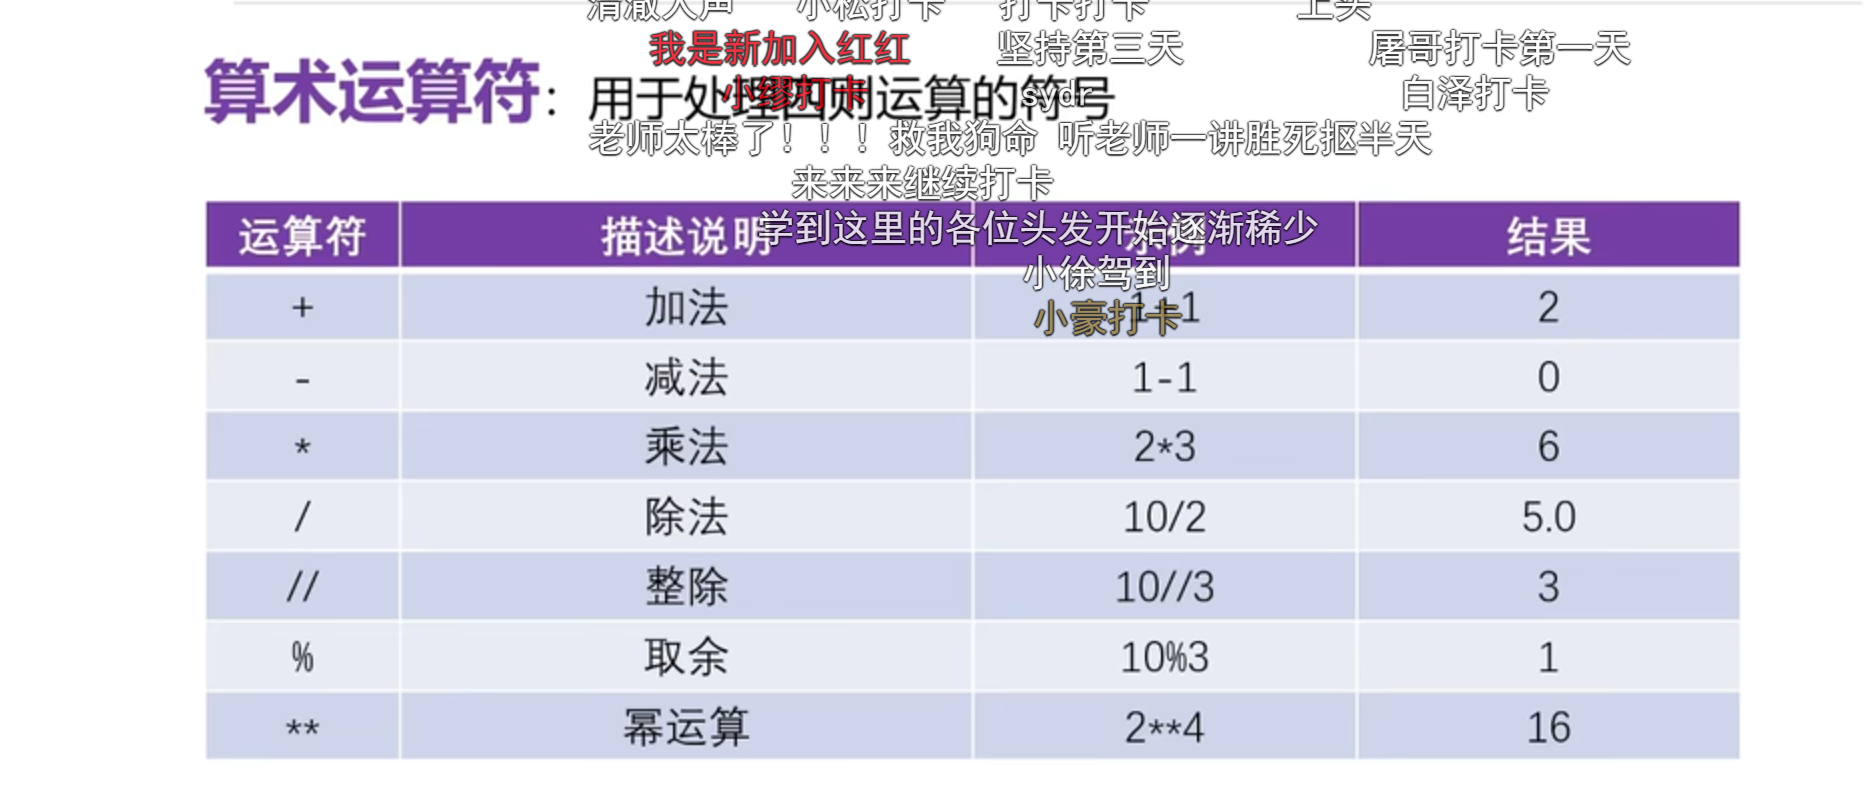 清澈人声 小松打卡 打卡打卡 上头
我是新加入红红 坚持第三天 屠哥打卡第一天
算术运算符：用于处理四则运算的符号
小缪打卡 sydr 白泽打卡
老师太棒了！！！救我狗命 听老师一讲胜死抠半天
来来来继续打卡
学到这里的各位头发开始逐渐稀少
运算符 描述说明 示例 结果
小徐驾到
+ 加法 1+1 2
小豪打卡
- 减法 1-1 0
* 乘法 2*3 6
/ 除法 10/2 5.0
// 整除 10//3 3
% 取余 10%3 1
** 幂运算 2**4 16